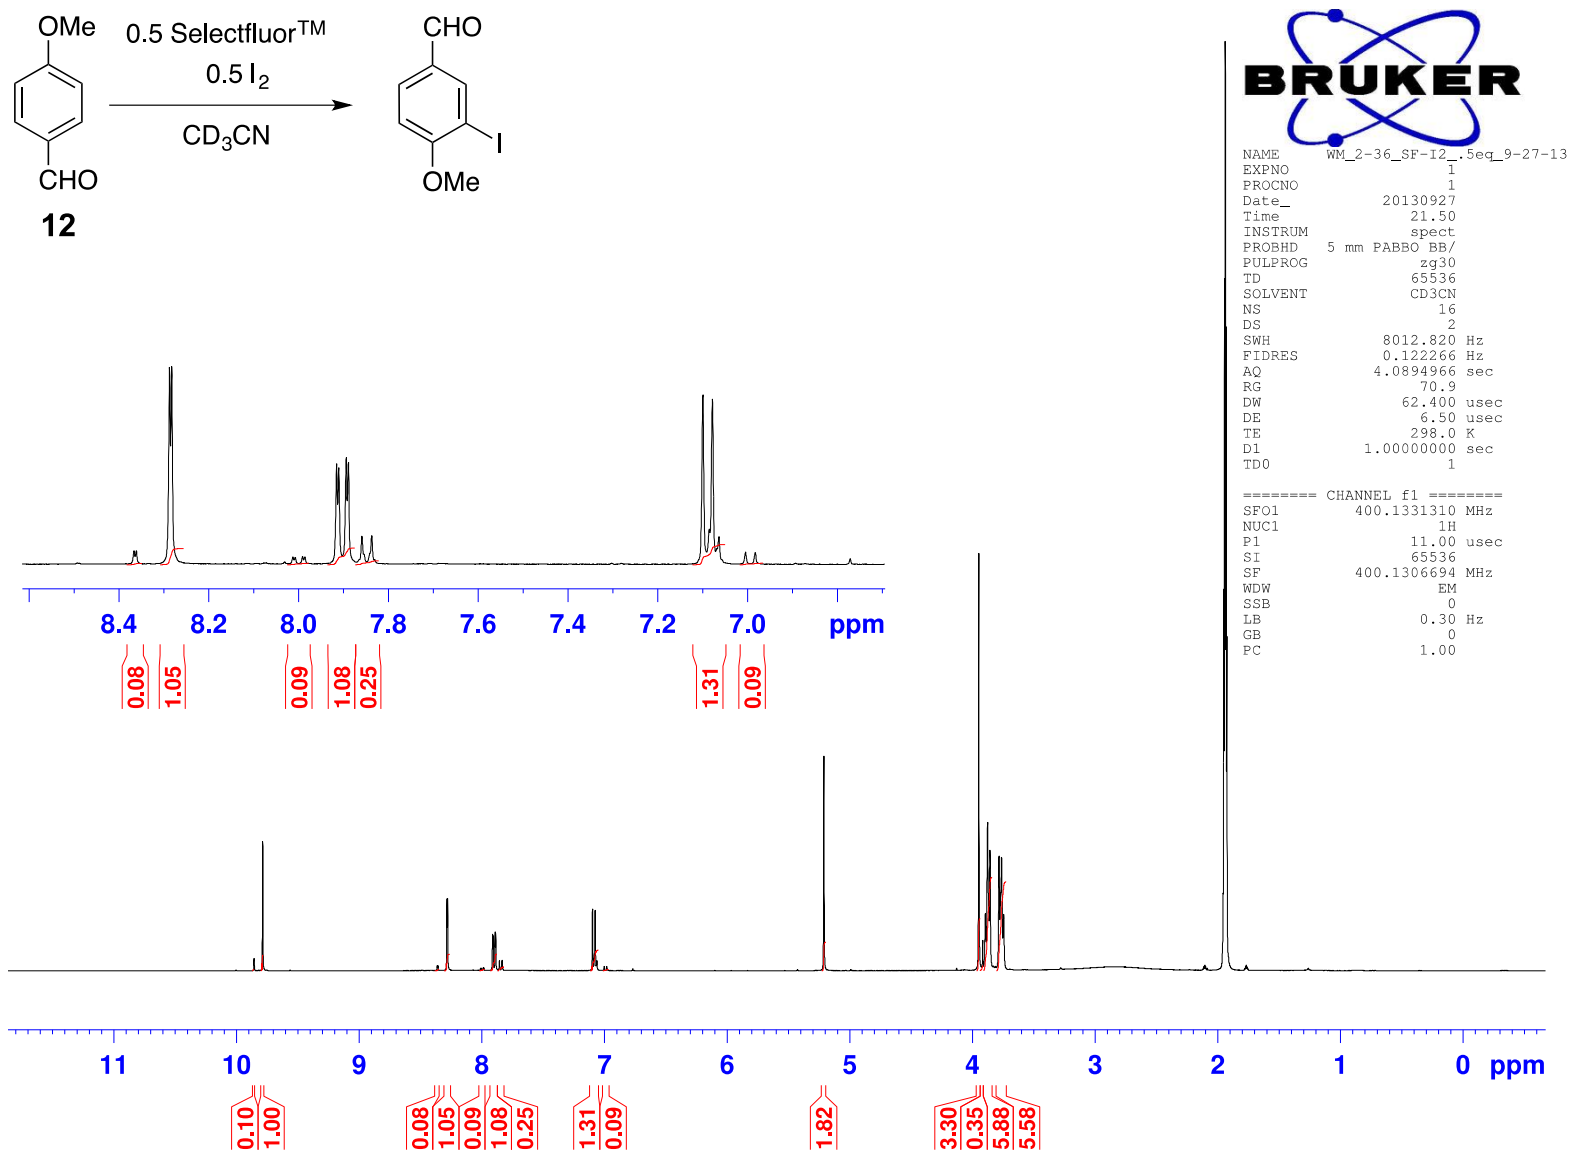 OMe
0.5 Selectfluor™
0.5 I2
CD3CN
CHO
12
CHO
I
OMe
BRUKER
NAME WM_2-36_SF-I2_.5eq_9-27-13
EXPNO 1
PROCNO 1
Date_ 20130927
Time 21.50
INSTRUM spect
PROBHD 5 mm PABBO BB/
PULPROG zg30
TD 65536
SOLVENT CD3CN
NS 16
DS 2
SWH 8012.820 Hz
FIDRES 0.122266 Hz
AQ 4.0894966 sec
RG 70.9
DW 62.400 usec
DE 6.50 usec
TE 298.0 K
D1 1.00000000 sec
TD0 1
======== CHANNEL f1 ========
SFO1 400.1331310 MHz
NUC1 1H
P1 11.00 usec
SI 65536
SF 400.1306694 MHz
WDW EM
SSB 0
LB 0.30 Hz
GB 0
PC 1.00
8.4 8.2 8.0 7.8 7.6 7.4 7.2 7.0 ppm
0.08 1.05 0.09 1.08 0.25 1.31 0.09
11 10 9 8 7 6 5 4 3 2 1 0 ppm
0.10 1.00 0.08 1.05 0.09 1.08 0.25 1.31 0.09 1.82 3.30 0.35 5.88 5.58